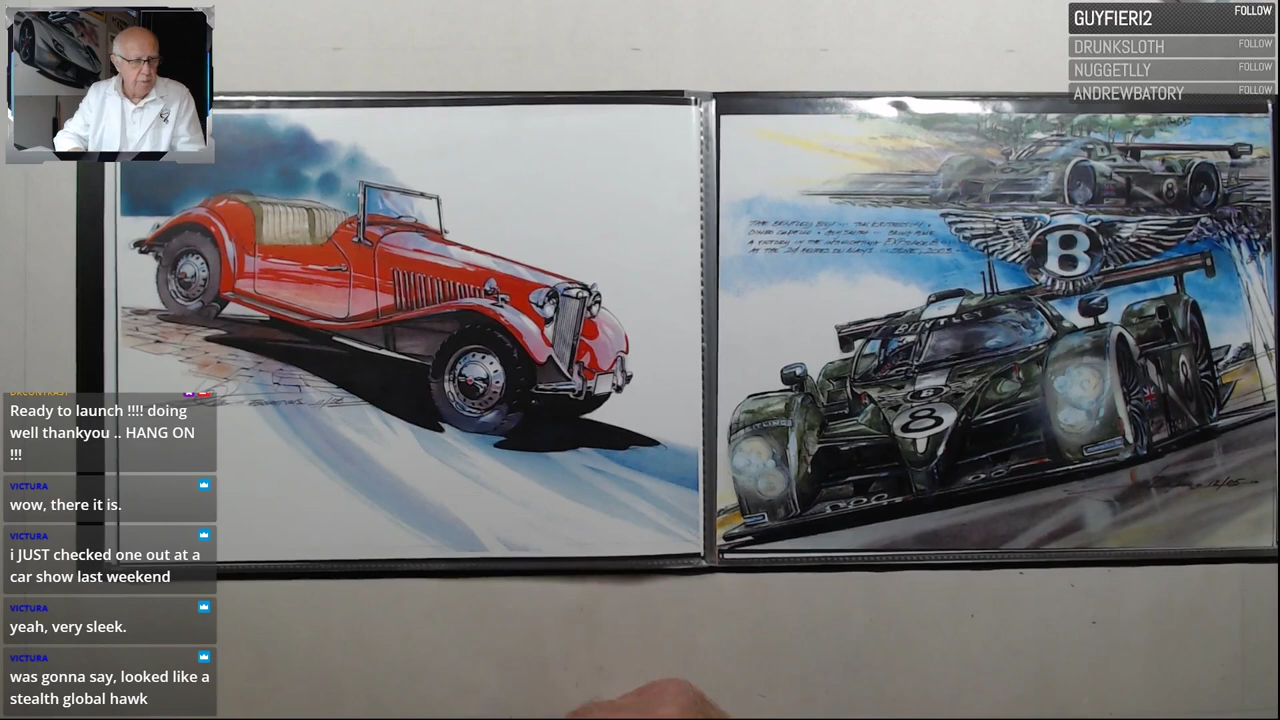 GUYFIERI2 FOLLOW
DRUNKSLOTH FOLLOW
NUGGETLLY FOLLOW
ANDREWBATORY FOLLOW
B
BENTLEY
B
8
8
8
Ready to launch !!!! doing
well thankyou .. HANG ON
!!!
VICTURA
wow, there it is.
VICTURA
i JUST checked one out at a
car show last weekend
VICTURA
yeah, very sleek.
VICTURA
was gonna say, looked like a
stealth global hawk